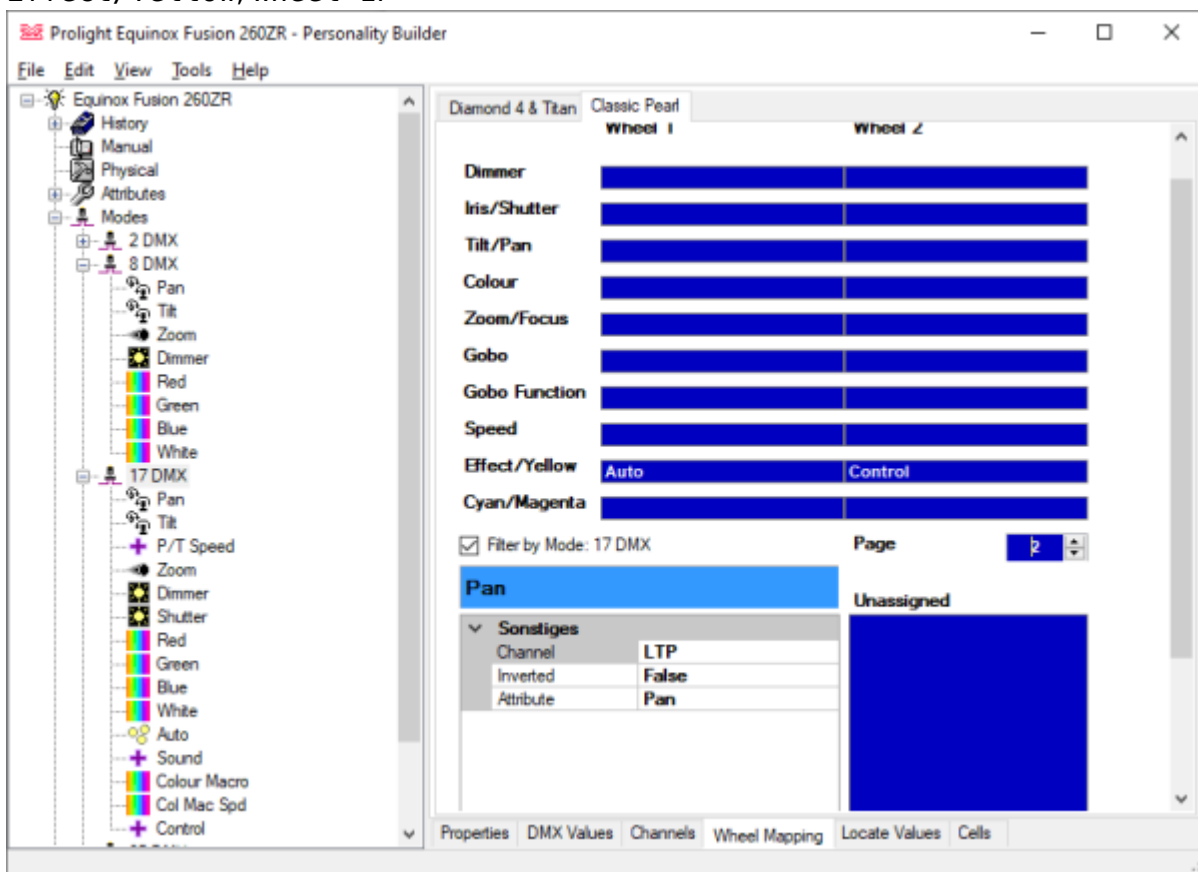 Prolight Equinox Fusion 260ZR - Personality Builder
File Edit View Tools Help
Equinox Fusion 260ZR
History
Manual
Physical
Attributes
Modes
2 DMX
8 DMX
Pan
Tilt
Zoom
Dimmer
Red
Green
Blue
White
17 DMX
Pan
Tilt
P/T Speed
Zoom
Dimmer
Shutter
Red
Green
Blue
White
Auto
Sound
Colour Macro
Col Mac Spd
Control
Diamond 4 & Titan Classic Pearl
Wheel 1 Wheel 2
Dimmer
Iris/Shutter
Tilt/Pan
Colour
Zoom/Focus
Gobo
Gobo Function
Speed
Effect/Yellow Auto Control
Cyan/Magenta
Filter by Mode: 17 DMX Page 2
Pan
Unassigned
Sonstiges
Channel LTP
Inverted False
Attribute Pan
Properties DMX Values Channels Wheel Mapping Locate Values Cells